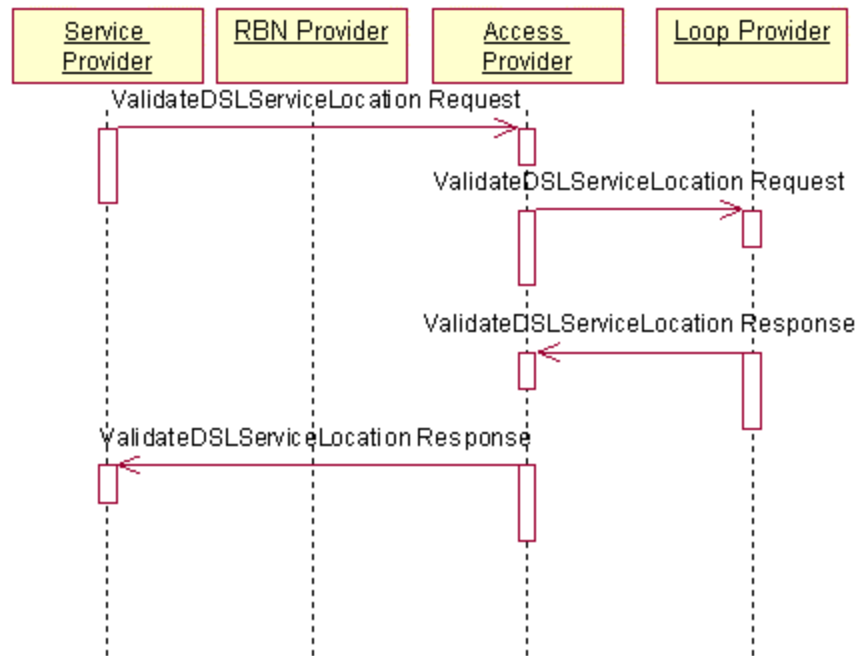 Service
Provider
RBN Provider
Access
Provider
Loop Provider
ValidateDSLServiceLocation Request
ValidateDSLServiceLocation Request
ValidateDSLServiceLocation Response
ValidateDSLServiceLocation Response